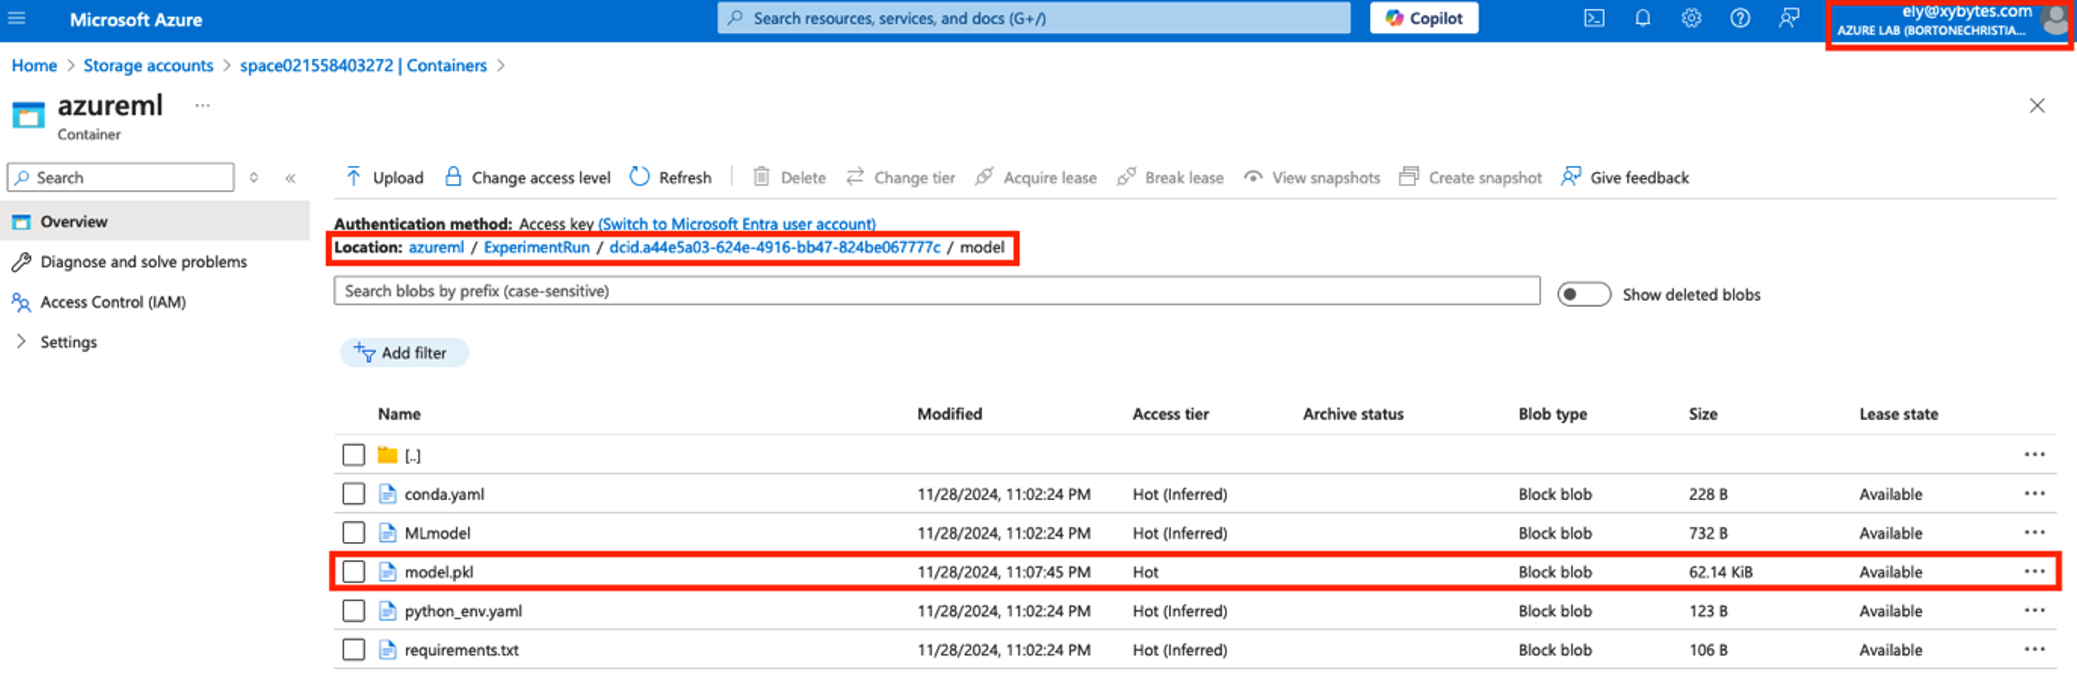 Microsoft Azure
Search resources, services, and docs (G+/)
Copilot
ely@xybytes.com
AZURE LAB (BORTONECHRISTIA...
Home > Storage accounts > space021558403272 | Containers >
azureml ...
Container
Search
Overview
Diagnose and solve problems
Access Control (IAM)
Settings
Upload Change access level Refresh Delete Change tier Acquire lease Break lease View snapshots Create snapshot Give feedback
Authentication method: Access key (Switch to Microsoft Entra user account)
Location: azureml / ExperimentRun / dcid.a44e5a03-624e-4916-bb47-824be067777c / model
Search blobs by prefix (case-sensitive)
Show deleted blobs
Add filter
Name Modified Access tier Archive status Blob type Size Lease state
[..]
conda.yaml 11/28/2024, 11:02:24 PM Hot (Inferred) Block blob 228 B Available
MLmodel 11/28/2024, 11:02:24 PM Hot (Inferred) Block blob 732 B Available
model.pkl 11/28/2024, 11:07:45 PM Hot Block blob 62.14 KiB Available
python_env.yaml 11/28/2024, 11:02:24 PM Hot (Inferred) Block blob 123 B Available
requirements.txt 11/28/2024, 11:02:24 PM Hot (Inferred) Block blob 106 B Available